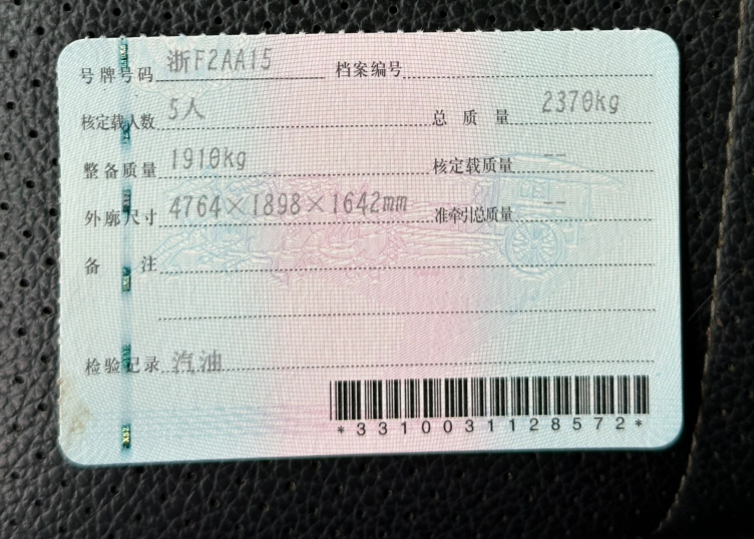 号牌号码 浙F2AA15 档案编号
核定载人数 5人 总质量 2370kg
整备质量 1910kg 核定载质量 --
外廓尺寸 4764×1898×1642mm 准牵引总质量 --
备注
检验记录 汽油
*3310031128572*